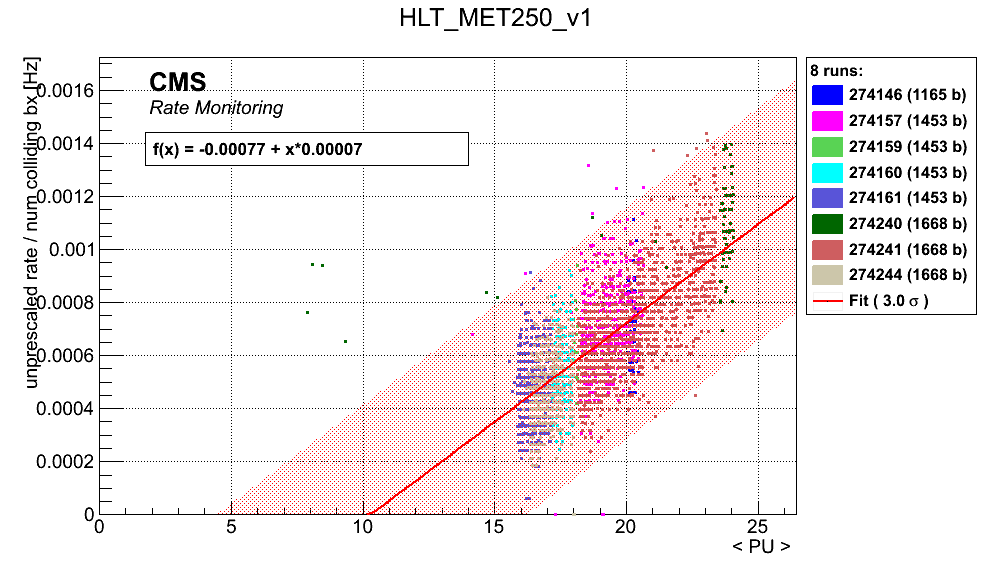 HLT_MET250_v1
unprescaled rate / num colliding bx [Hz]
0.0016
0.0014
0.0012
0.001
0.0008
0.0006
0.0004
0.0002
0
CMS
Rate Monitoring
f(x) = -0.00077 + x*0.00007
0 5 10 15 20 25
< PU >
8 runs:
274146 (1165 b)
274157 (1453 b)
274159 (1453 b)
274160 (1453 b)
274161 (1453 b)
274240 (1668 b)
274241 (1668 b)
274244 (1668 b)
Fit ( 3.0 σ )